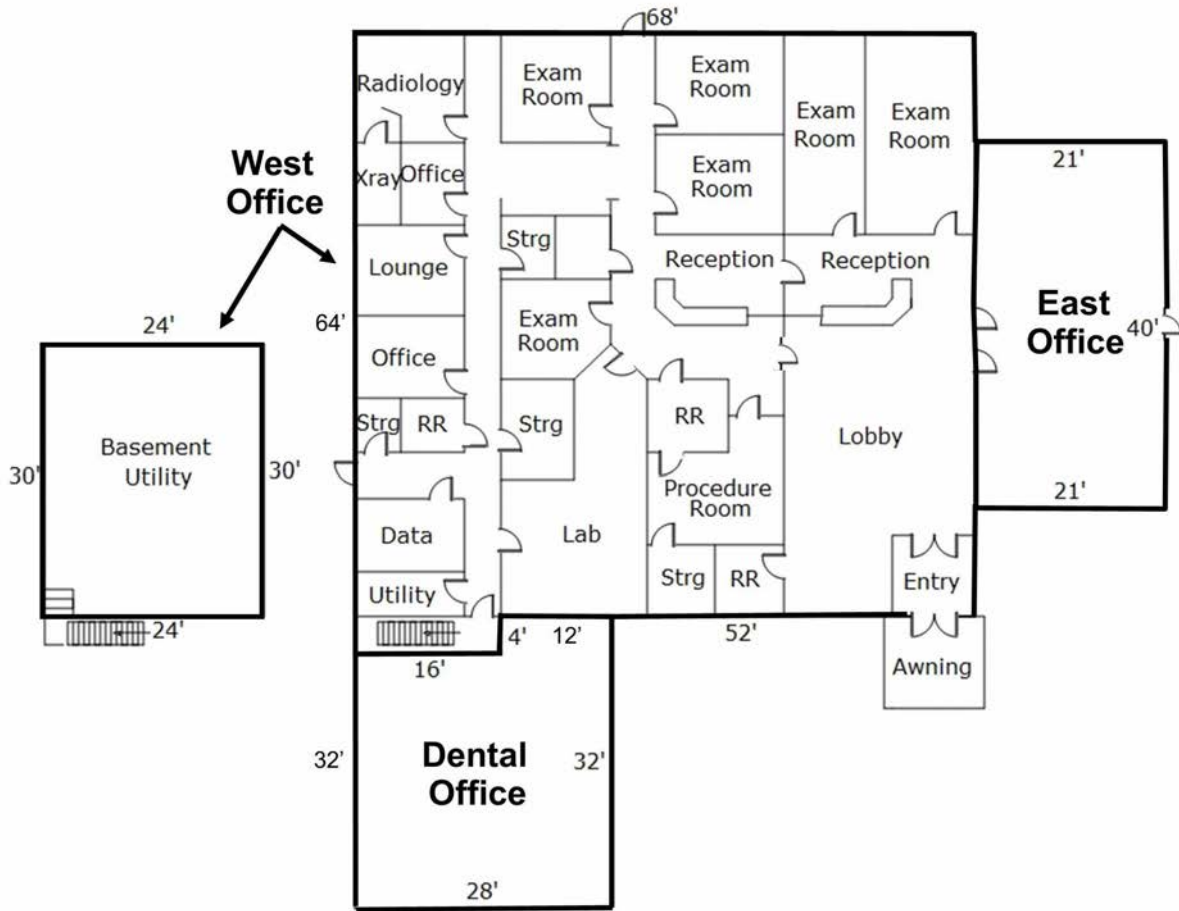 68'
Radiology
Exam
Room
Exam
Room
Exam
Room
Exam
Room
West
Office
Xray
Office
Exam
Room
21'
Strg
Lounge
Reception
Reception
24'
64'
Exam
Room
East
Office
40'
Office
Strg
RR
Strg
RR
Lobby
Basement
Utility
30'
30'
Procedure
Room
21'
Data
Lab
Utility
Strg
RR
Entry
24'
4'
12'
52'
16'
Awning
32'
Dental
Office
32'
28'